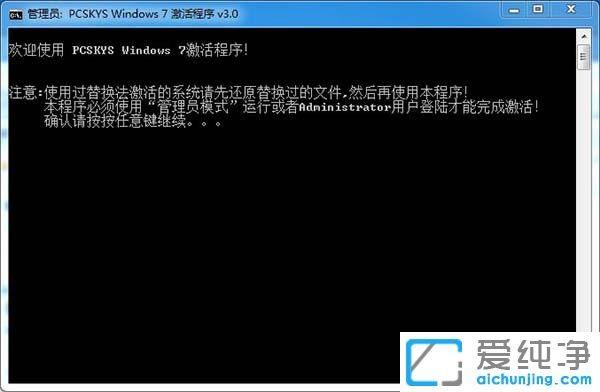 管理员: PCSKYS Windows 7 激活程序 v3.0
欢迎使用 PCSKYS Windows 7激活程序!
注意:使用过替换法激活的系统请先还原替换过的文件,然后再使用本程序!
本程序必须使用“管理员模式”运行或者Administrator用户登陆才能完成激活!
确认请按按任意键继续。。。
爱纯净
aichunjing.com